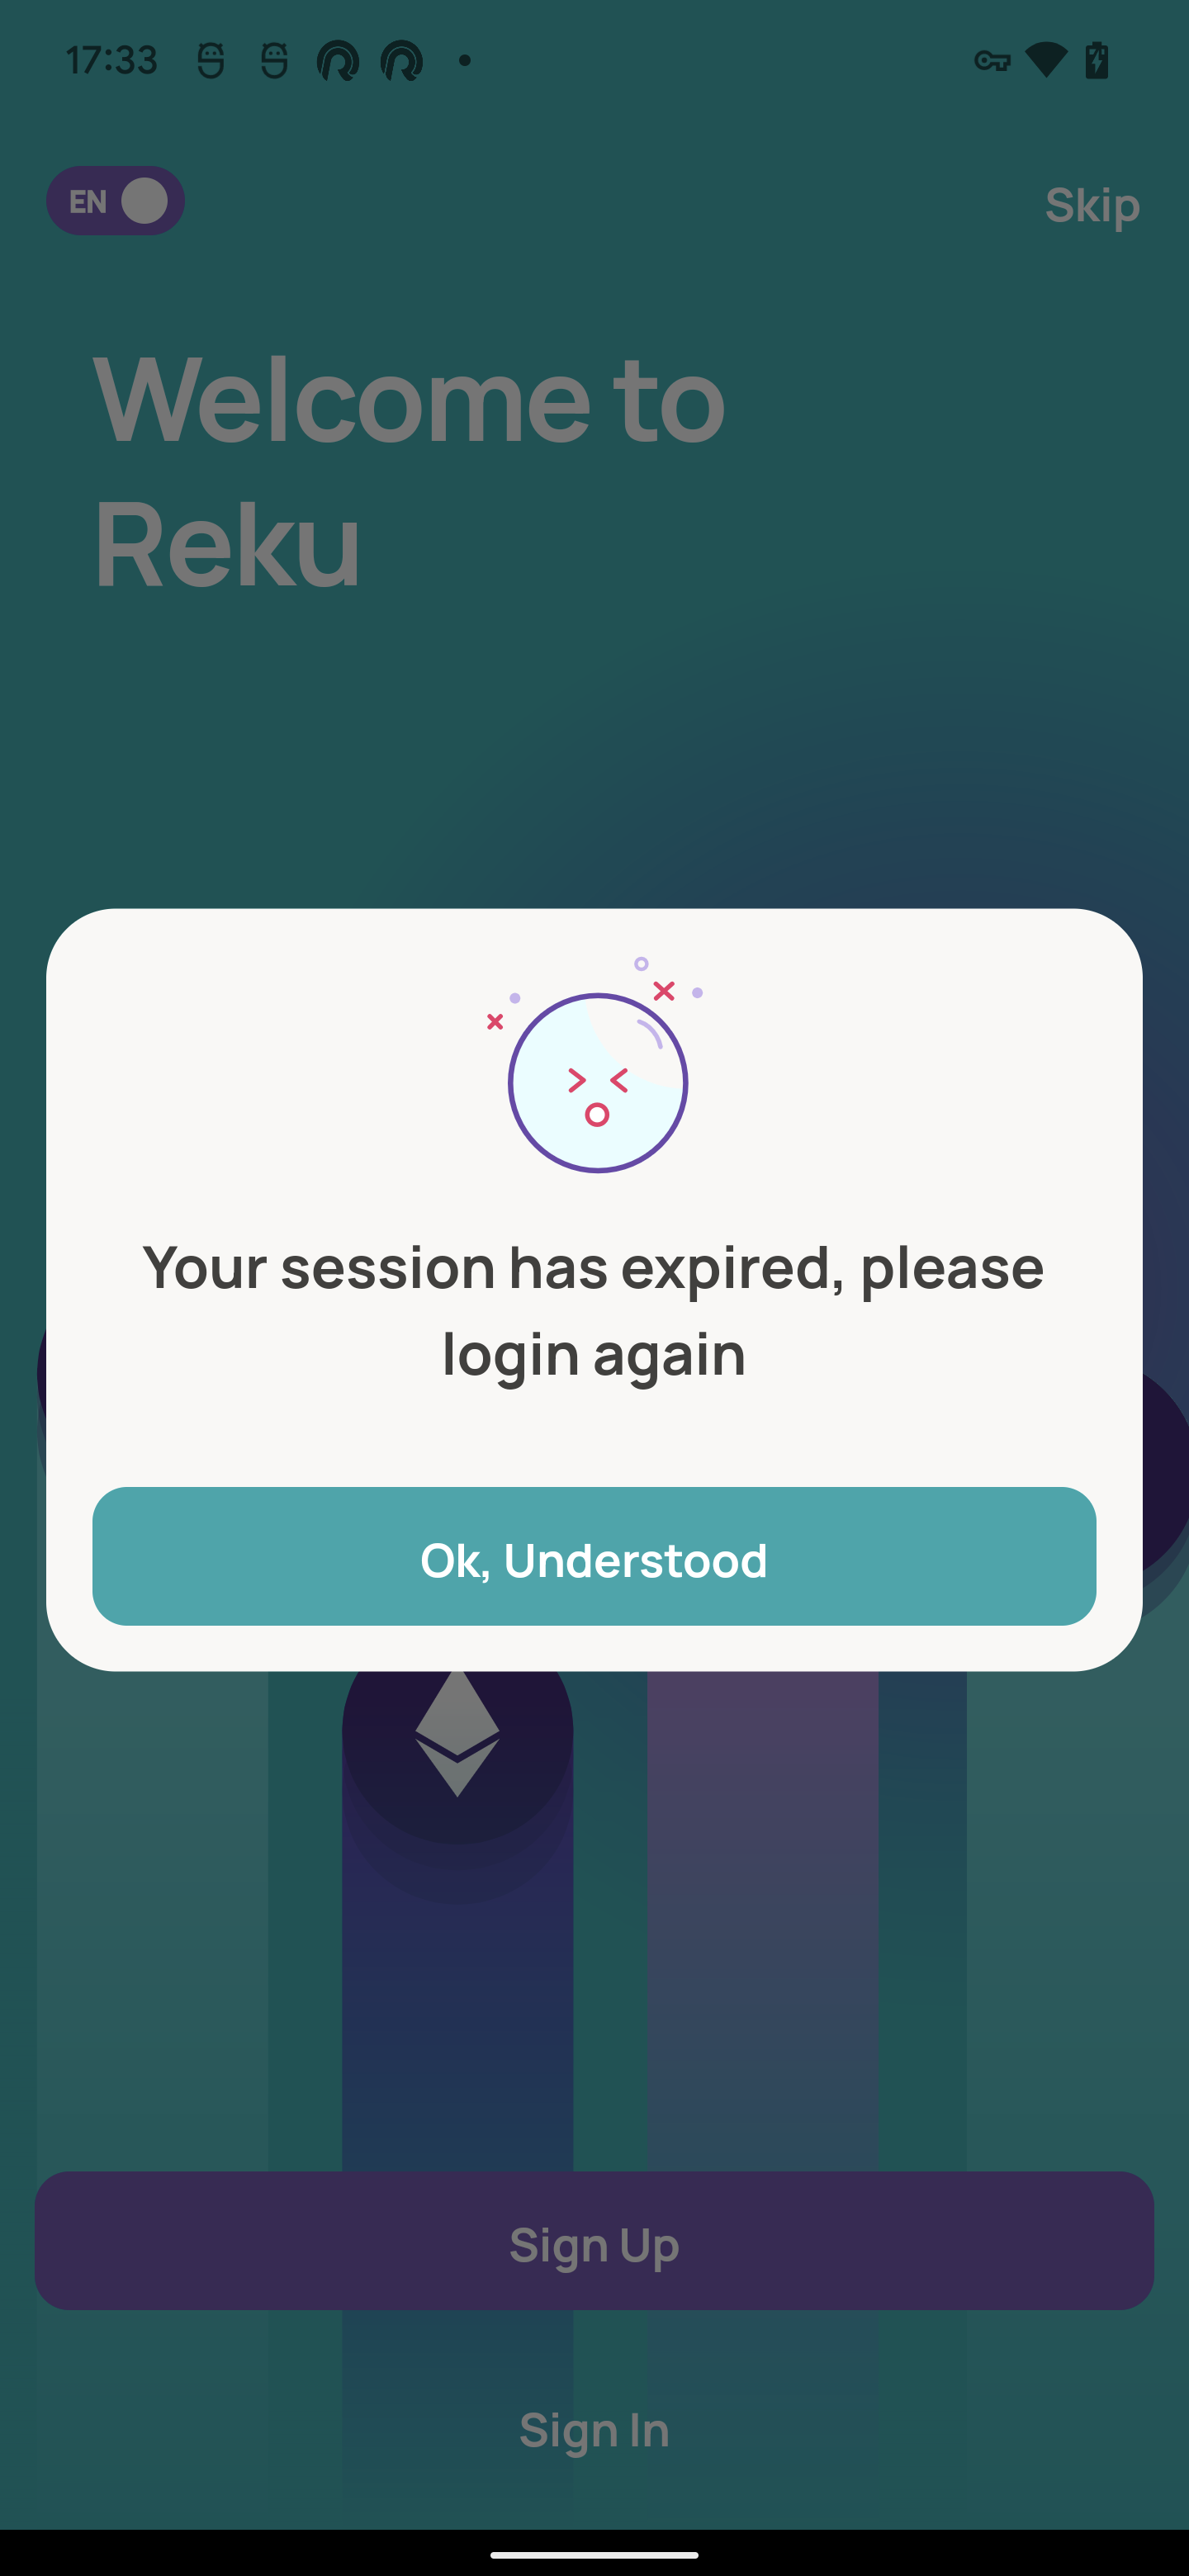 17:33
EN
Skip
Welcome to
Reku
Your session has expired, please
login again
Ok, Understood
Sign Up
Sign In